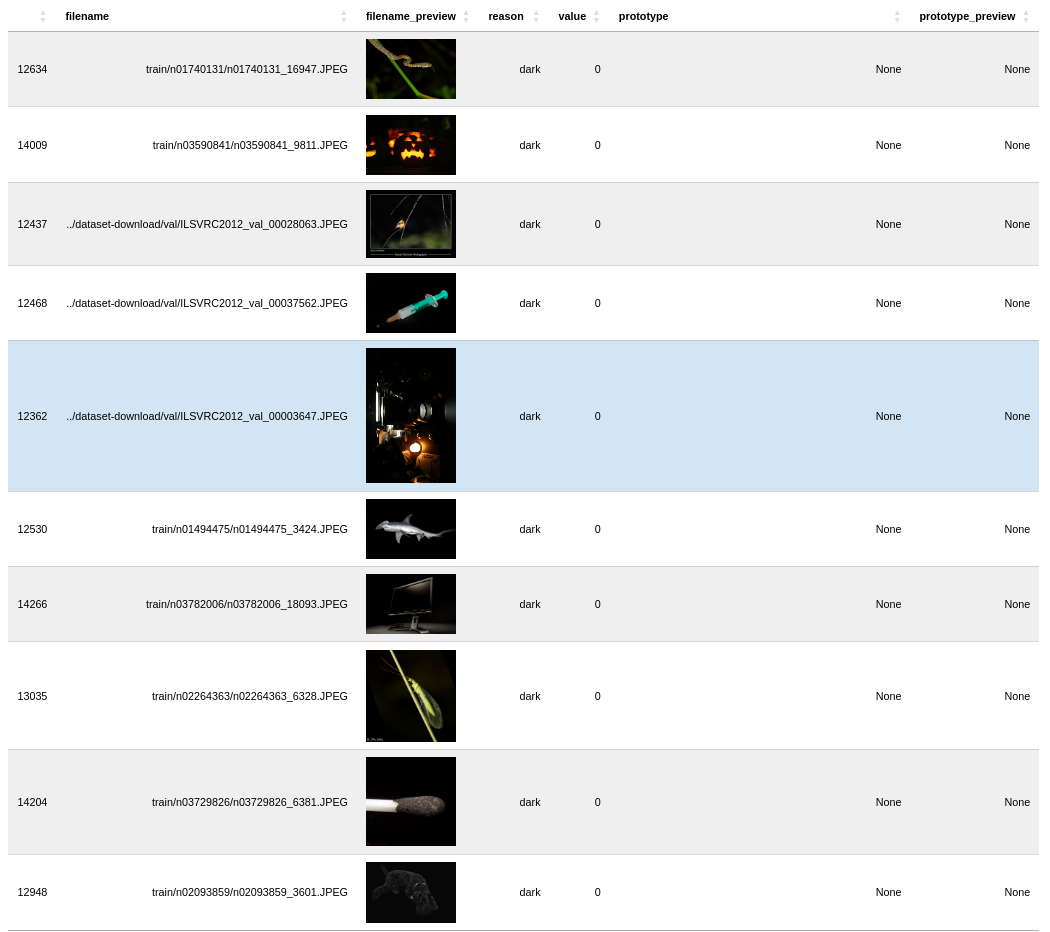 filename filename_preview reason value prototype prototype_preview
12634 train/n01740131/n01740131_16947.JPEG dark 0 None None
14009 train/n03590841/n03590841_9811.JPEG dark 0 None None
12437 ../dataset-download/val/ILSVRC2012_val_00028063.JPEG dark 0 None None
12468 ../dataset-download/val/ILSVRC2012_val_00037562.JPEG dark 0 None None
12362 ../dataset-download/val/ILSVRC2012_val_00003647.JPEG dark 0 None None
12530 train/n01494475/n01494475_3424.JPEG dark 0 None None
14266 train/n03782006/n03782006_18093.JPEG dark 0 None None
13035 train/n02264363/n02264363_6328.JPEG dark 0 None None
14204 train/n03729826/n03729826_6381.JPEG dark 0 None None
12948 train/n02093859/n02093859_3601.JPEG dark 0 None None